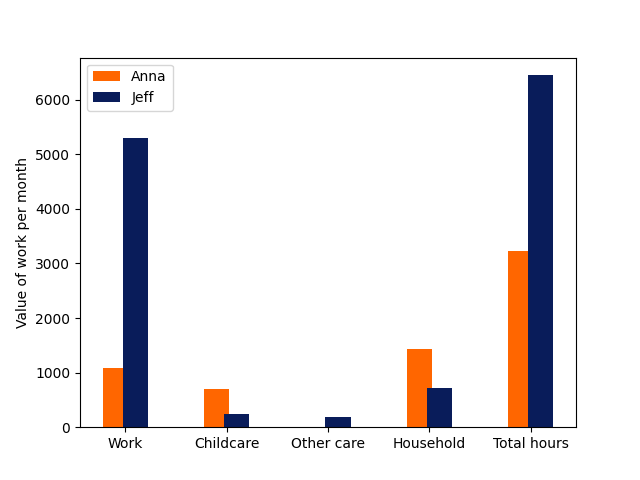 Anna
Jeff
Value of work per month
6000
5000
4000
3000
2000
1000
0
Work Childcare Other care Household Total hours